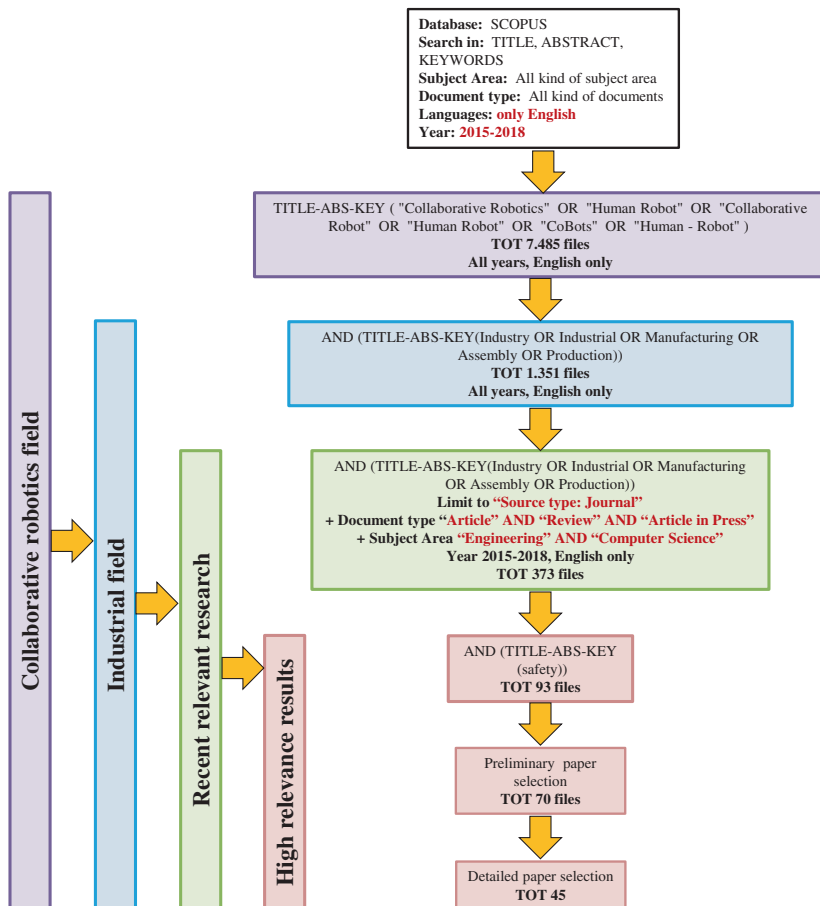 Database: SCOPUS
Search in: TITLE, ABSTRACT,
KEYWORDS
Subject Area: All kind of subject area
Document type: All kind of documents
Languages: only English
Year: 2015-2018
TITLE-ABS-KEY ( "Collaborative Robotics" OR "Human Robot" OR "Collaborative
Robot" OR "Human Robot" OR "CoBots" OR "Human - Robot" )
TOT 7.485 files
All years, English only
AND (TITLE-ABS-KEY(Industry OR Industrial OR Manufacturing OR
Assembly OR Production))
TOT 1.351 files
All years, English only
AND (TITLE-ABS-KEY(Industry OR Industrial OR Manufacturing
OR Assembly OR Production))
Limit to “Source type: Journal”
+ Document type “Article” AND “Review” AND “Article in Press”
+ Subject Area “Engineering” AND “Computer Science”
Year 2015-2018, English only
TOT 373 files
AND (TITLE-ABS-KEY
(safety))
TOT 93 files
Preliminary paper
selection
TOT 70 files
Detailed paper selection
TOT 45
Collaborative robotics field
Industrial field
Recent relevant research
High relevance results